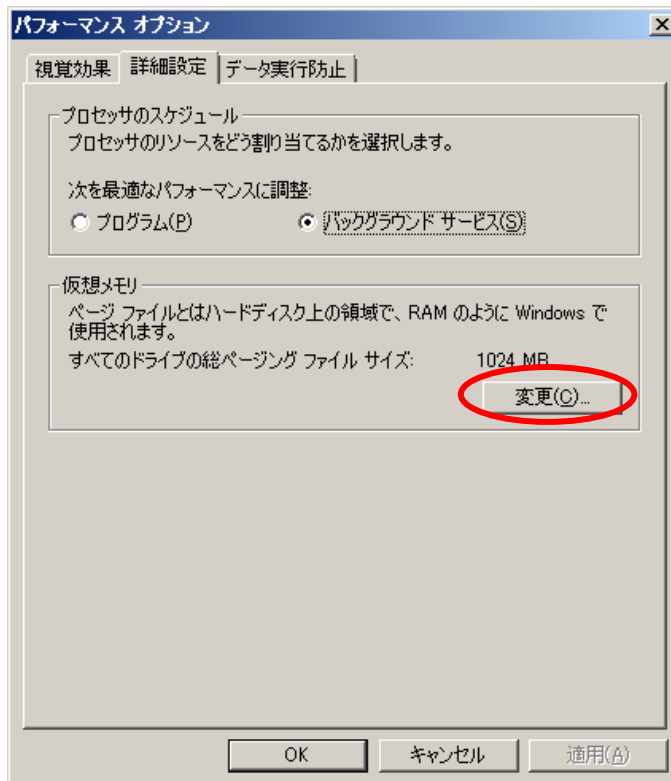 パフォーマンス オプション
視覚効果 詳細設定 データ実行防止
プロセッサのスケジュール
プロセッサのリソースをどう割り当てるかを選択します。
次を最適なパフォーマンスに調整:
プログラム(P) バックグラウンド サービス(S)
仮想メモリ
ページ ファイルとはハードディスク上の領域で、RAM のように Windows で
使用されます。
すべてのドライブの総ページング ファイル サイズ: 1024 MB
変更(C)...
OK キャンセル 適用(A)